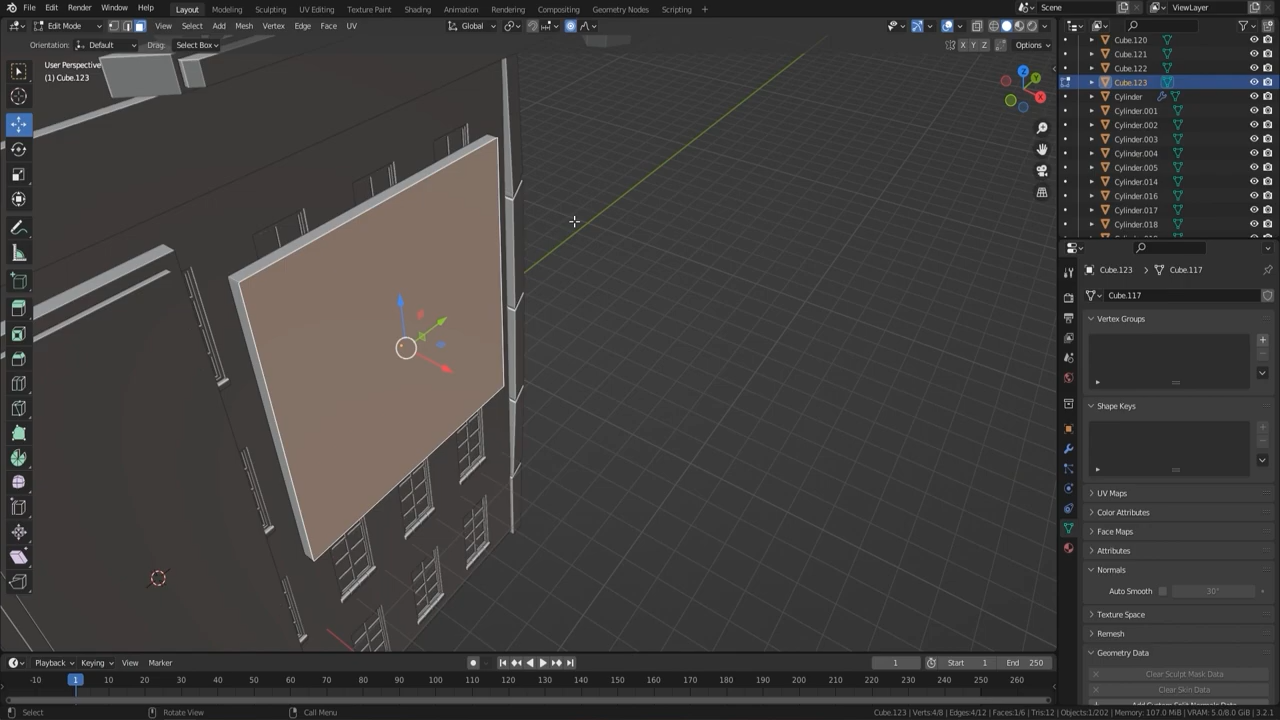 File Edit Render Window Help Layout Modeling Sculpting UV Editing Texture Paint Shading Animation Rendering Compositing Geometry Nodes Scripting + Scene ViewLayer
Edit Mode View Select Add Mesh Vertex Edge Face UV Global
Orientation: Default Drag: Select Box X Y Z Options
User Perspective
(1) Cube.123
Z
Y
X
Cube.120
Cube.121
Cube.122
Cube.123
Cylinder
Cylinder.001
Cylinder.002
Cylinder.003
Cylinder.004
Cylinder.005
Cylinder.014
Cylinder.016
Cylinder.017
Cylinder.018
Cube.123 > Cube.117
Cube.117
Vertex Groups
Shape Keys
UV Maps
Color Attributes
Face Maps
Attributes
Normals
Auto Smooth 30°
Texture Space
Remesh
Geometry Data
Clear Sculpt Mask Data
Clear Skin Data
Playback Keying View Marker 1 Start 1 End 250
-10 1 10 20 30 40 50 60 70 80 90 100 110 120 130 140 150 160 170 180 190 200 210 220 230 240 250 260
Select Rotate View Call Menu Cube.123 | Verts:4/8 | Edges:4/12 | Faces:1/6 | Tris:12 | Objects:1/202 | Memory: 107.0 MiB | VRAM: 5.0/8.0 GiB | 3.2.1